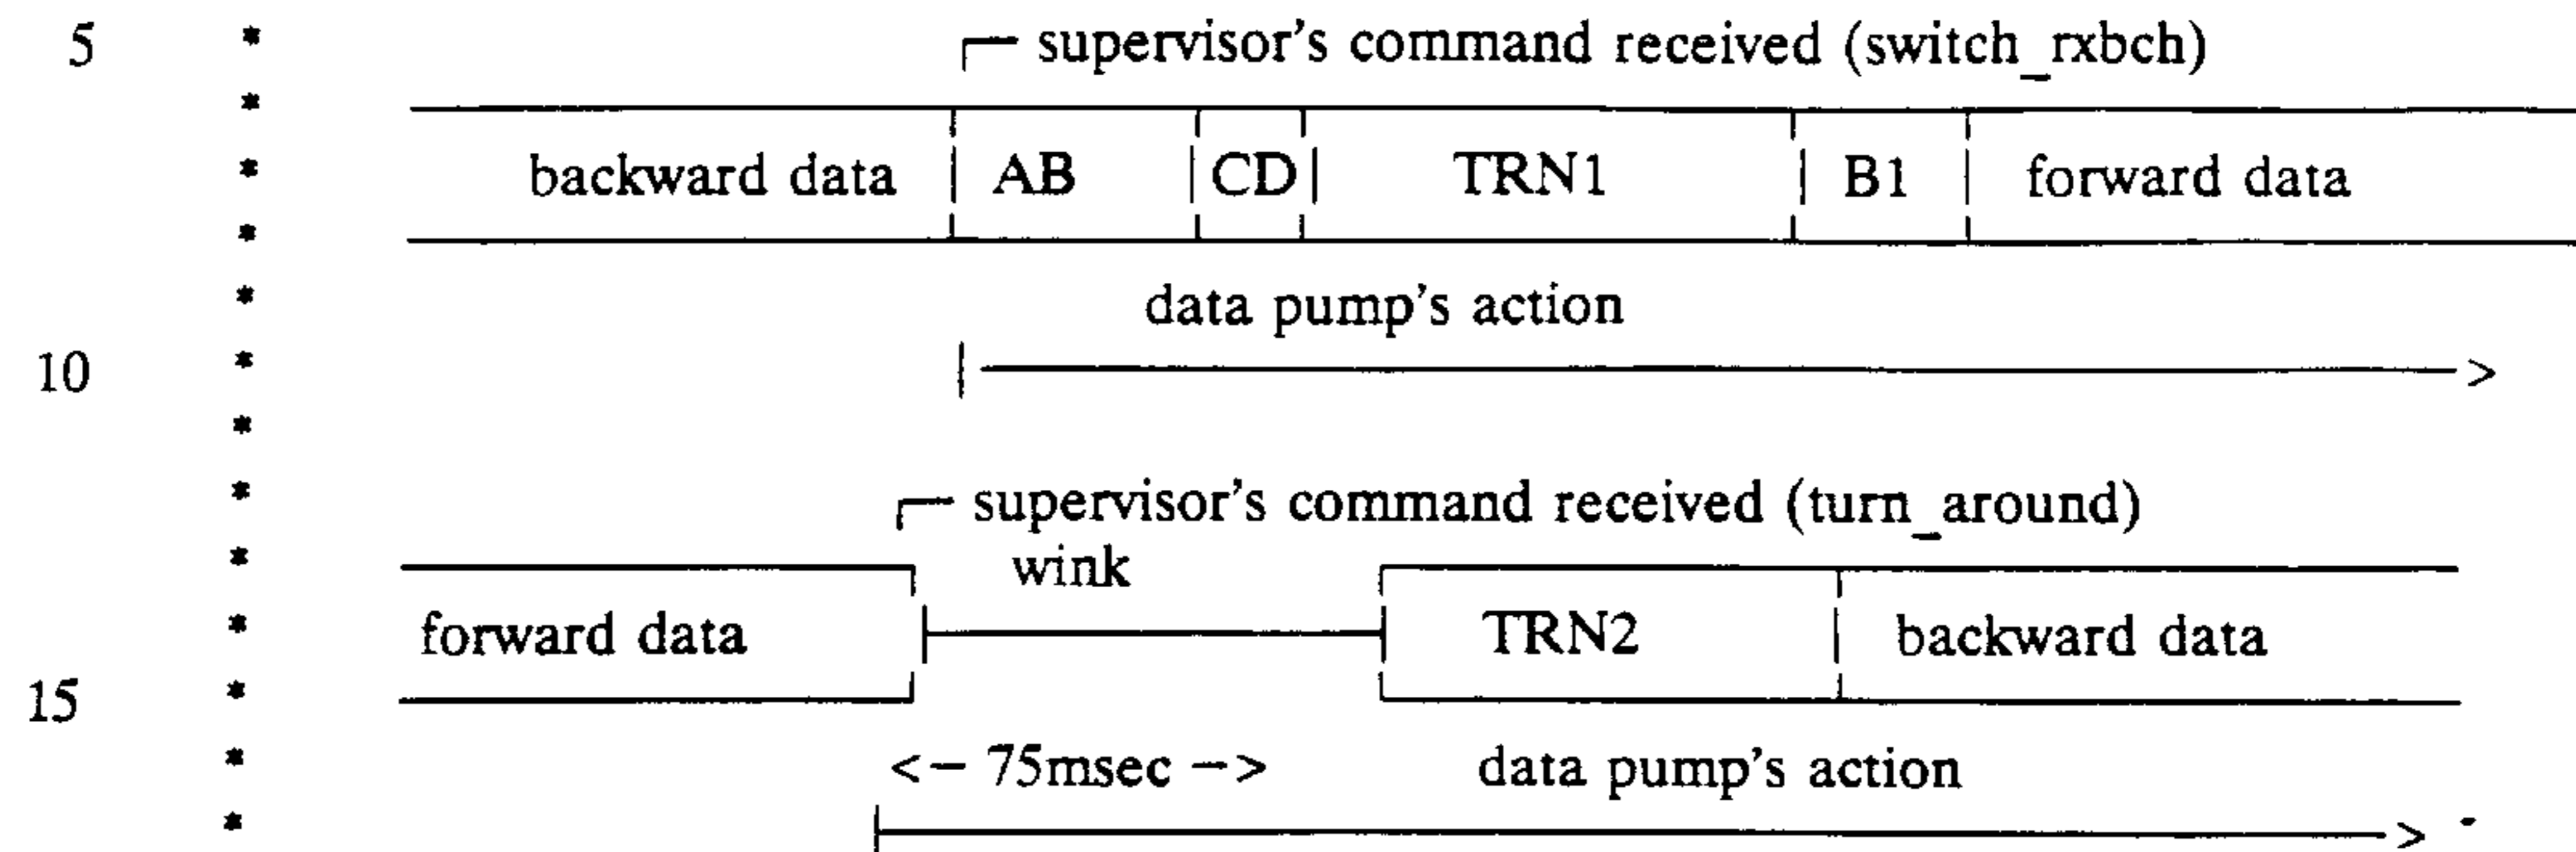 5 * supervisor's command received (switch_rxbch)
*
* backward data | AB | CD | TRN1 | B1 | forward data
*
* data pump's action
10 * >
*
* supervisor's command received (turn_around)
* wink
* forward data TRN2 | backward data
15 *
* <- 75msec -> data pump's action
* >